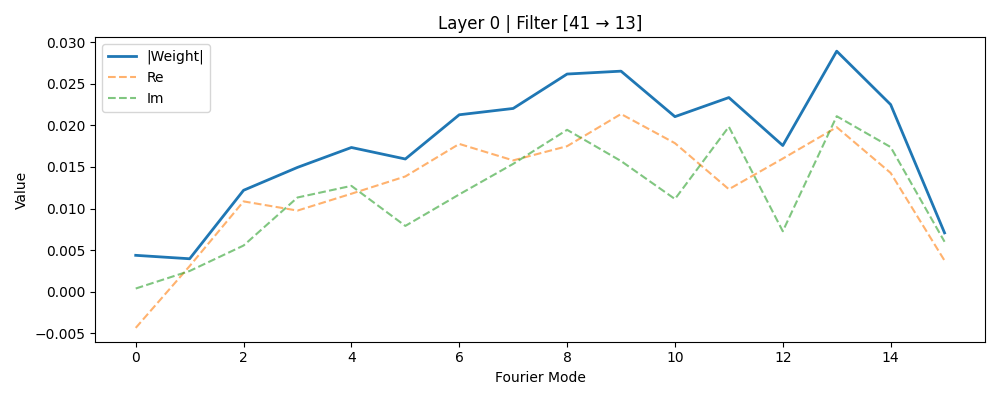 Layer 0 | Filter [41 → 13]
0.030
0.025
0.020
0.015
0.010
0.005
0.000
−0.005
Value
|Weight|
Re
Im
0 2 4 6 8 10 12 14
Fourier Mode